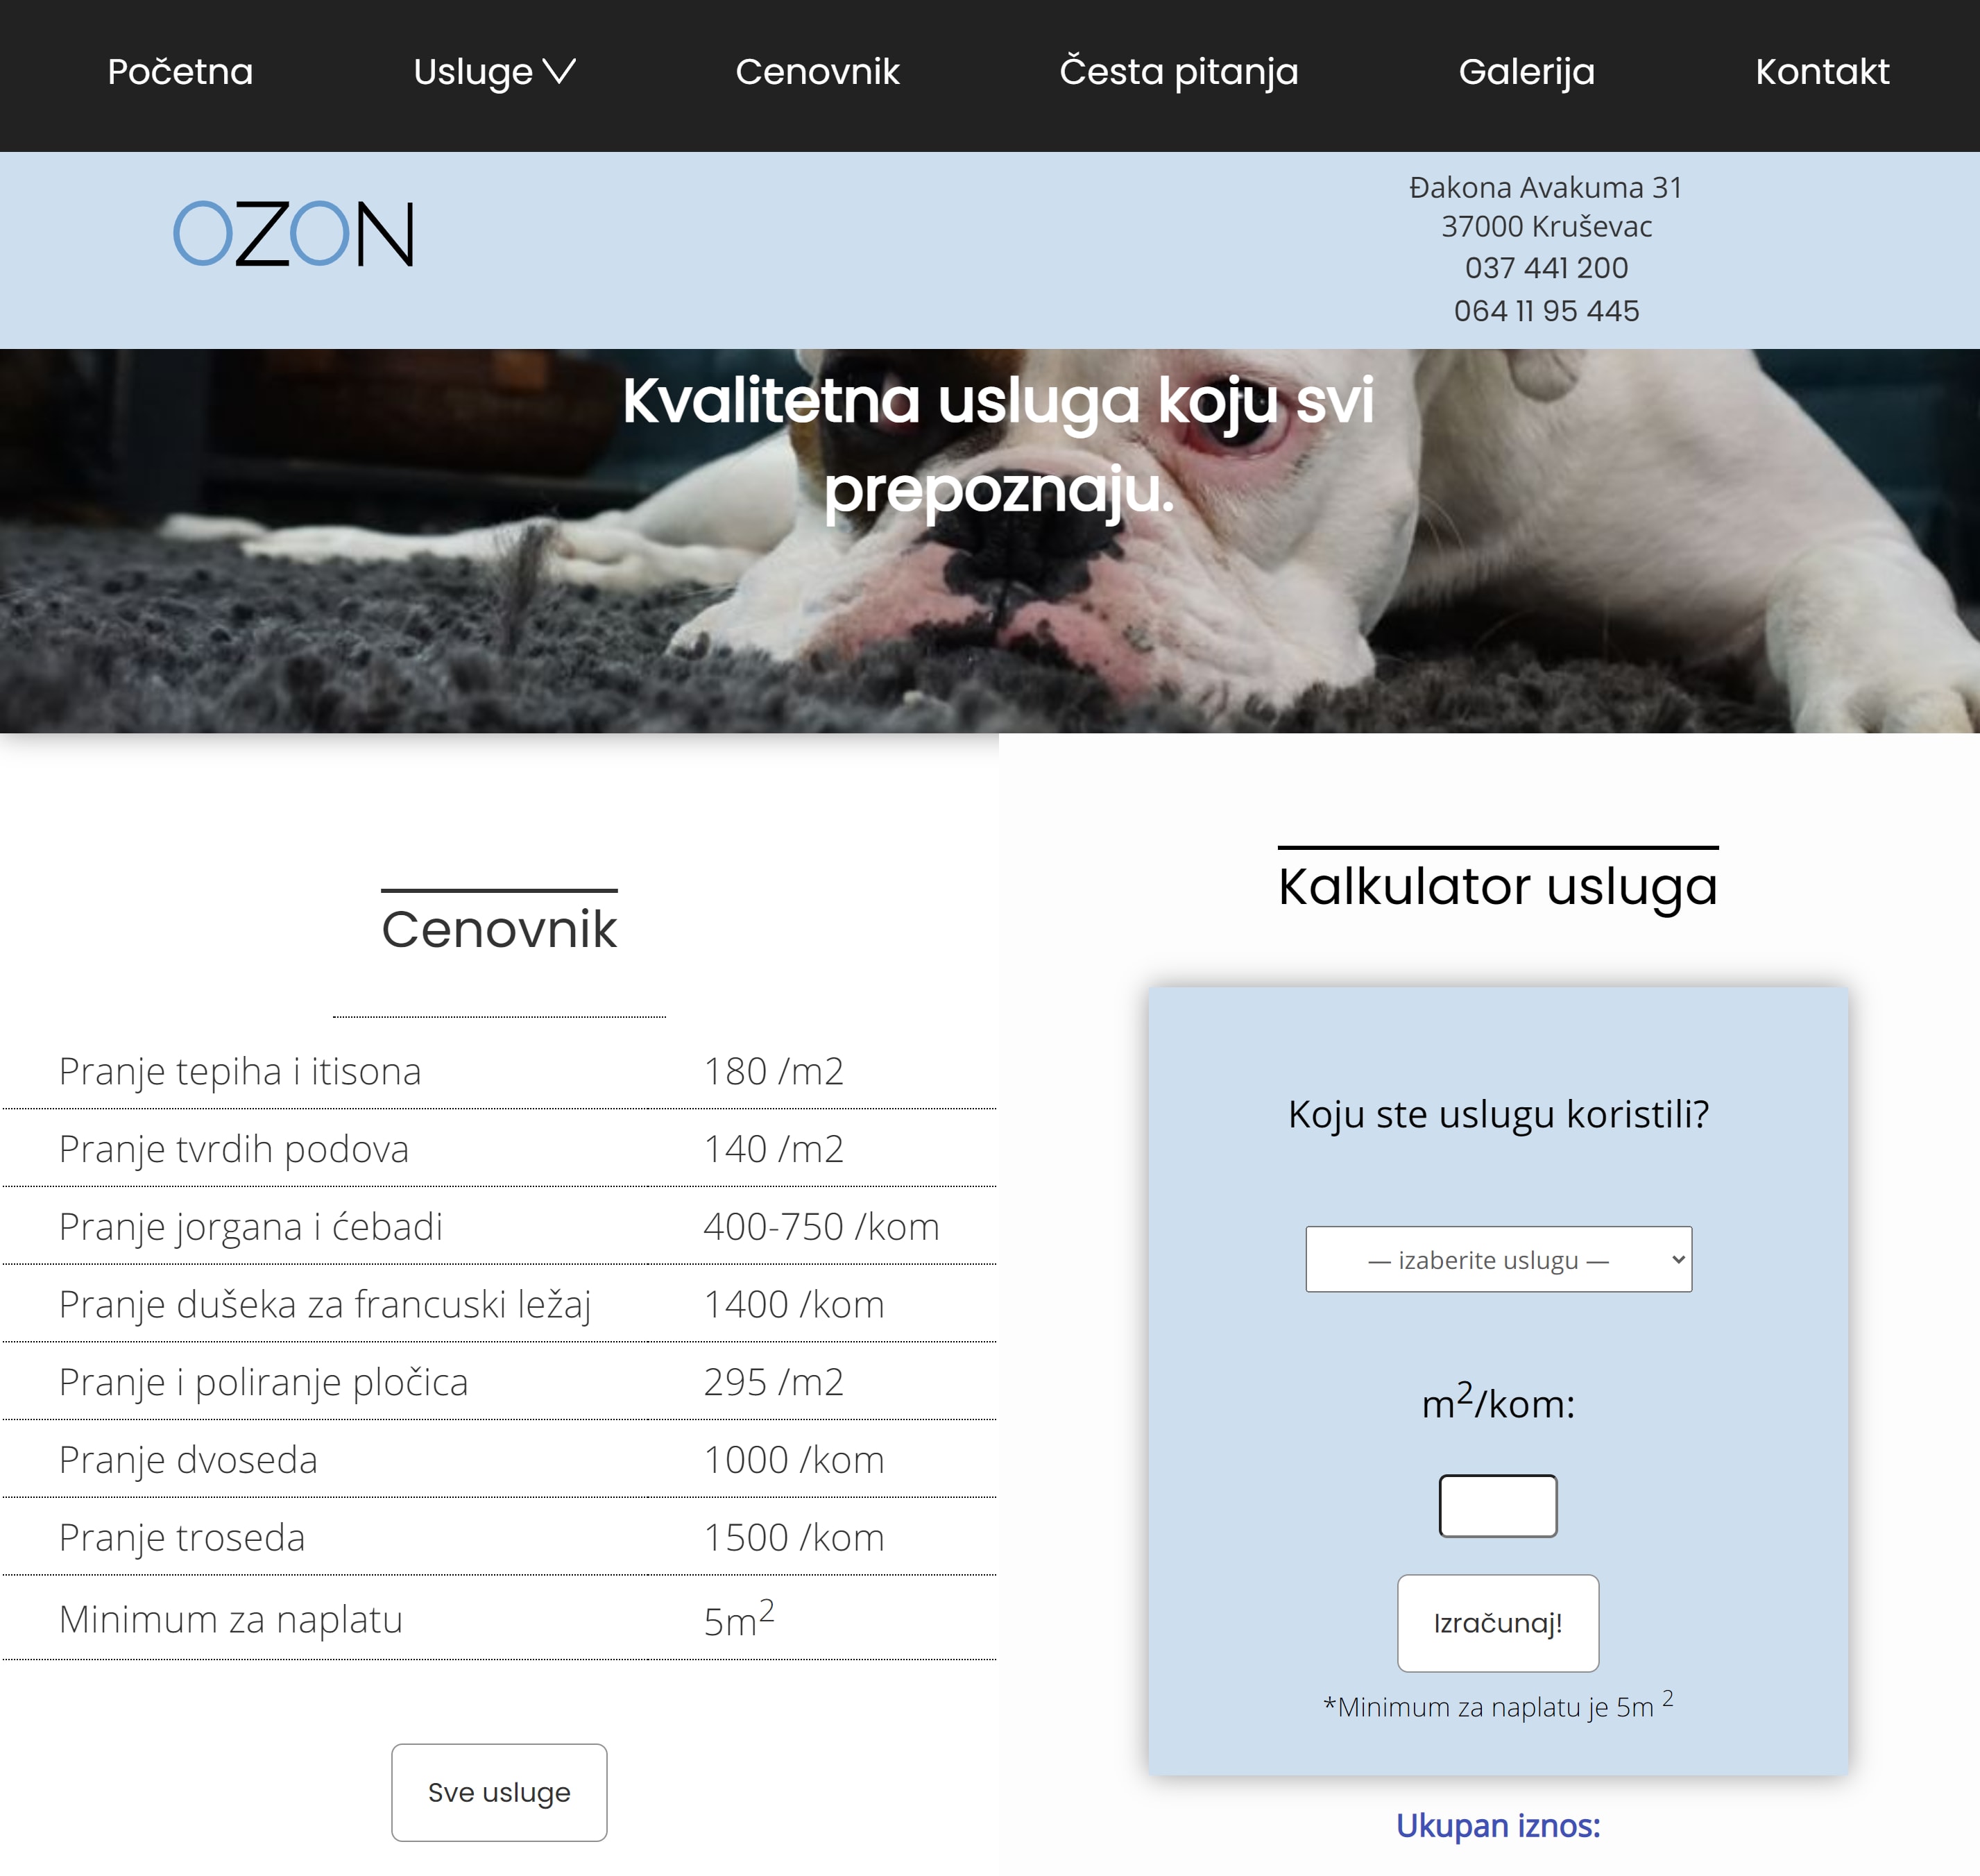 Početna Usluge Cenovnik Česta pitanja Galerija Kontakt
OZON
Đakona Avakuma 31
37000 Kruševac
037 441 200
064 11 95 445
Kvalitetna usluga koju svi
prepoznaju.
Cenovnik
Pranje tepiha i itisona 180 /m2
Pranje tvrdih podova 140 /m2
Pranje jorgana i ćebadi 400-750 /kom
Pranje dušeka za francuski ležaj 1400 /kom
Pranje i poliranje pločica 295 /m2
Pranje dvoseda 1000 /kom
Pranje troseda 1500 /kom
Minimum za naplatu 5m²
Sve usluge
Kalkulator usluga
Koju ste uslugu koristili?
— izaberite uslugu —
m²/kom:
Izračunaj!
*Minimum za naplatu je 5m ²
Ukupan iznos: